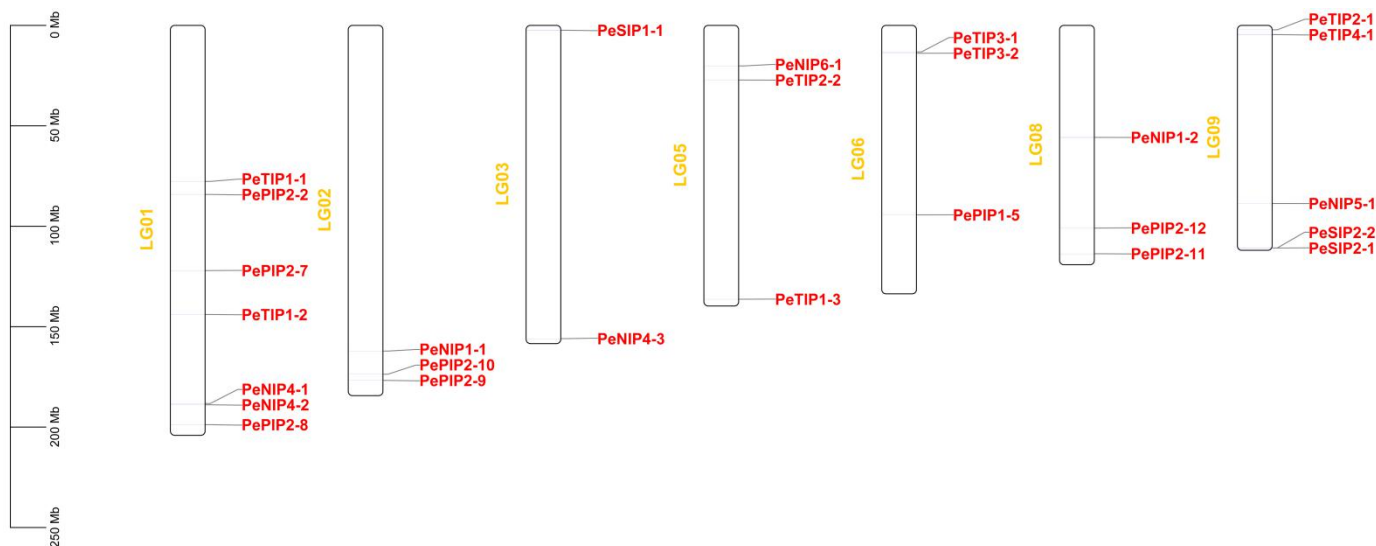 0 Mb
50 Mb
100 Mb
150 Mb
200 Mb
250 Mb
LG01
PeTIP1-1
PePIP2-2
PePIP2-7
PeTIP1-2
PeNIP4-1
PeNIP4-2
PePIP2-8
LG02
PeNIP1-1
PePIP2-10
PePIP2-9
LG03
PeSIP1-1
PeNIP4-3
LG05
PeNIP6-1
PeTIP2-2
PeTIP1-3
LG06
PeTIP3-1
PeTIP3-2
PePIP1-5
LG08
PeNIP1-2
PePIP2-12
PePIP2-11
LG09
PeTIP2-1
PeTIP4-1
PeNIP5-1
PeSIP2-2
PeSIP2-1